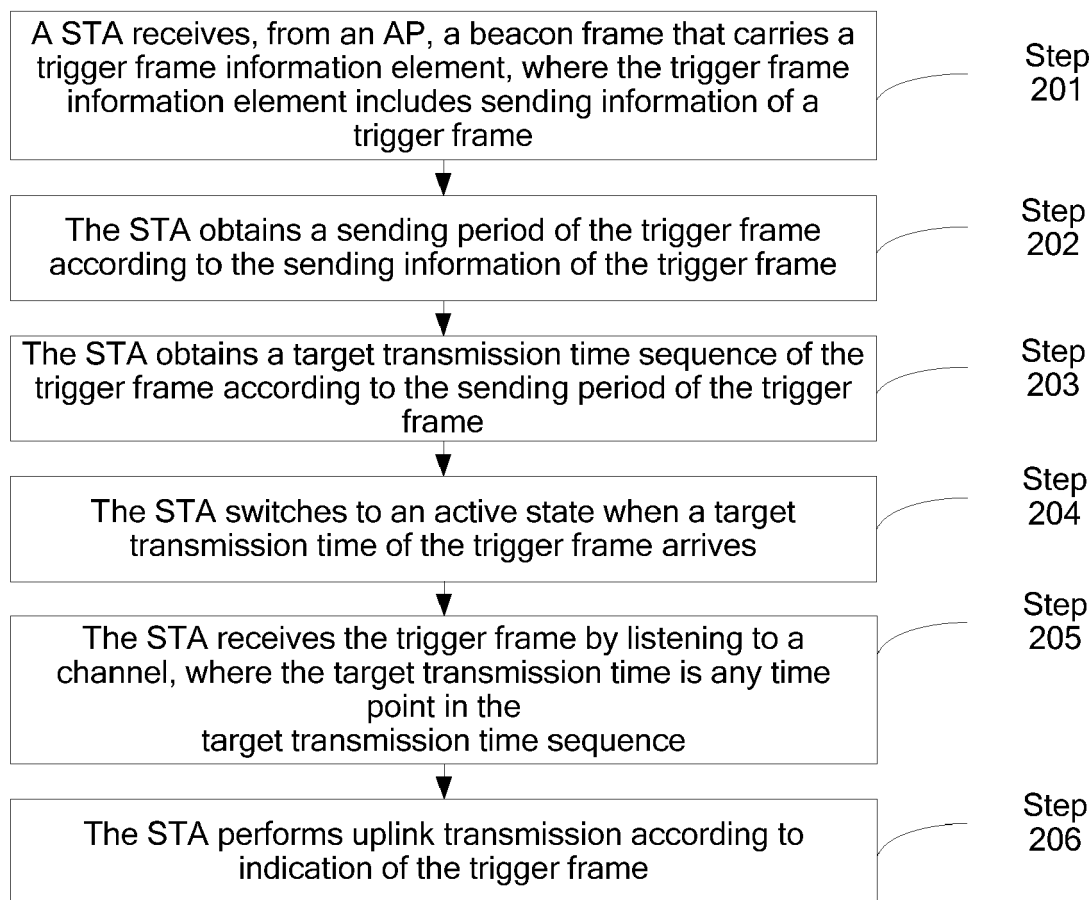 A STA receives, from an AP, a beacon frame that carries a
trigger frame information element, where the trigger frame
information element includes sending information of a
trigger frame
Step
201
The STA obtains a sending period of the trigger frame
according to the sending information of the trigger frame
Step
202
The STA obtains a target transmission time sequence of the
trigger frame according to the sending period of the trigger
frame
Step
203
The STA switches to an active state when a target
transmission time of the trigger frame arrives
Step
204
The STA receives the trigger frame by listening to a
channel, where the target transmission time is any time
point in the
target transmission time sequence
Step
205
The STA performs uplink transmission according to
indication of the trigger frame
Step
206